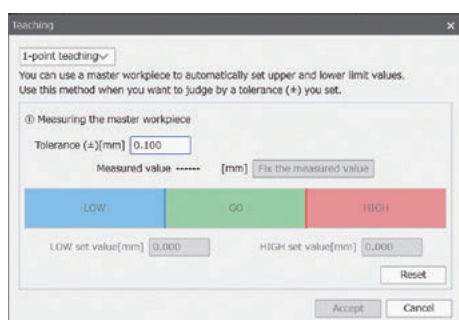 Teaching
1-point teaching
You can use a master workpiece to automatically set upper and lower limit values.
Use this method when you want to judge by a tolerance (±) you set.
① Measuring the master workpiece
Tolerance (±)[mm] 0.100
Measured value ------ [mm] Fix the measured value
LOW GO HIGH
LOW set value[mm] 0.000 HIGH set value[mm] 0.000
Reset
Accept Cancel